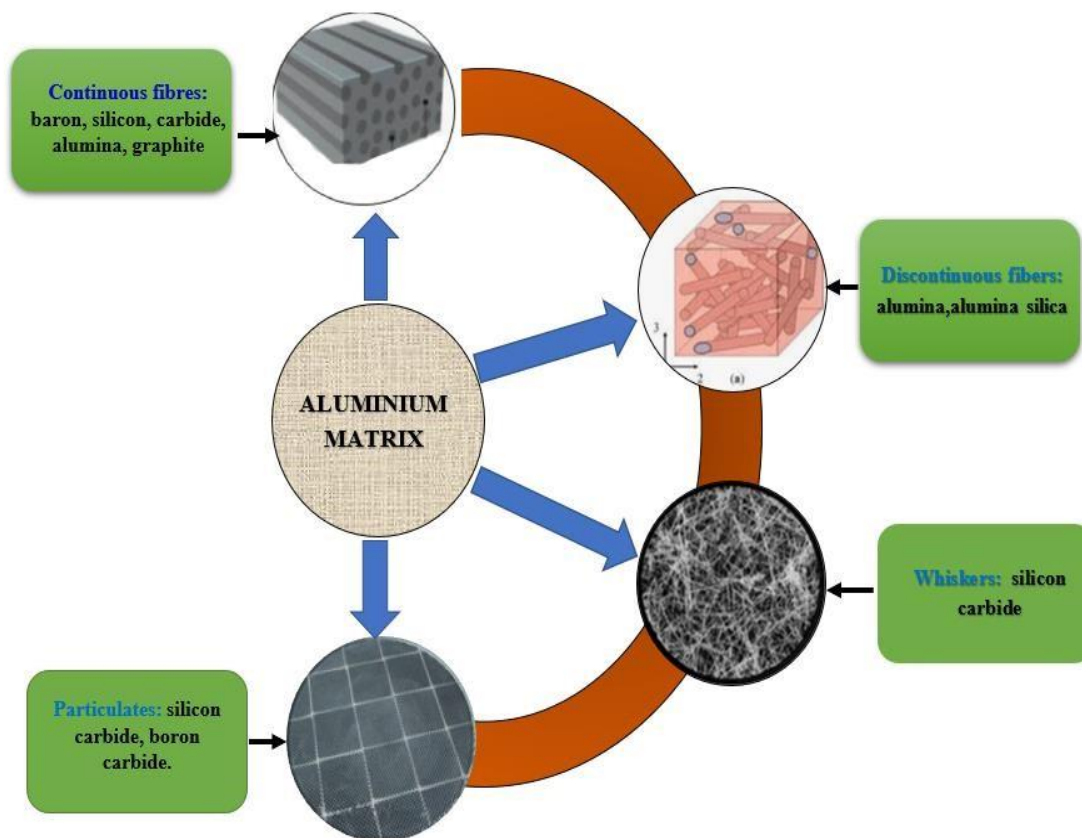 Continuous fibres:
baron, silicon, carbide,
alumina, graphite
Discontinuous fibers:
alumina,alumina silica
3
2
(a)
ALUMINIUM
MATRIX
Whiskers: silicon
carbide
Particulates: silicon
carbide, boron
carbide.